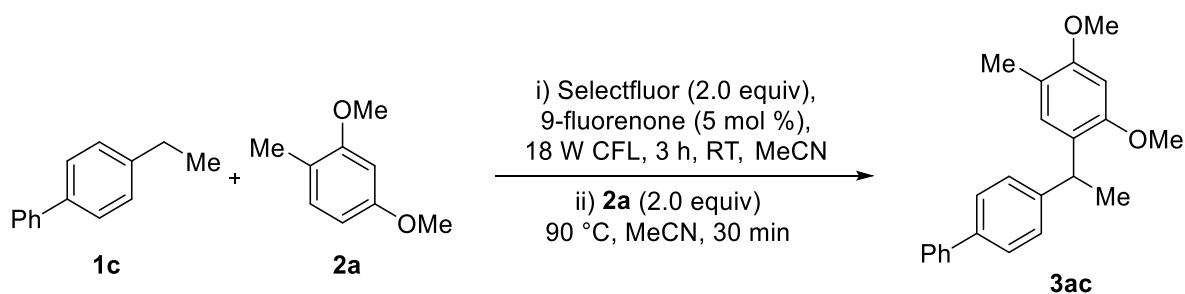 Ph
Me
1c
+
Me
OMe
OMe
2a
i) Selectfluor (2.0 equiv),
9-fluorenone (5 mol %),
18 W CFL, 3 h, RT, MeCN
ii) 2a (2.0 equiv)
90 °C, MeCN, 30 min
OMe
Me
OMe
Me
Ph
3ac